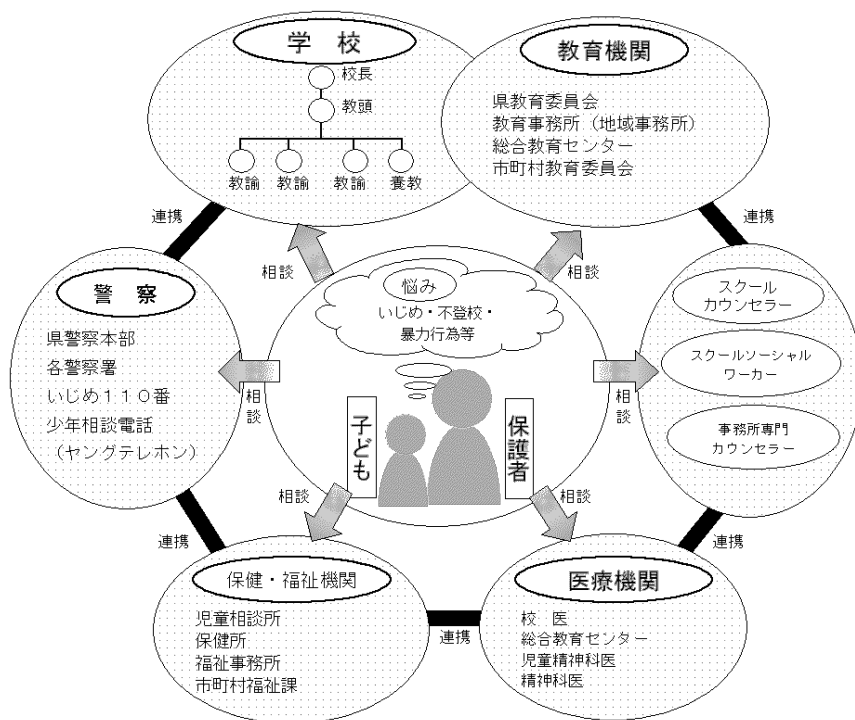 学　校
校長
教頭
教諭
教諭
教諭
養教
教育機関
県教育委員会
教育事務所（地域事務所）
総合教育センター
市町村教育委員会
連携
連携
相談
相談
悩み
いじめ・不登校・
暴力行為等
子ども
保護者
警　察
県警察本部
各警察署
いじめ１１０番
少年相談電話
（ヤングテレホン）
相談
相談
スクール
カウンセラー
スクールソーシャル
ワーカー
事務所専門
カウンセラー
相談
相談
連携
連携
保健・福祉機関
児童相談所
保健所
福祉事務所
市町村福祉課
連携
医療機関
校　医
総合教育センター
児童精神科医
精神科医